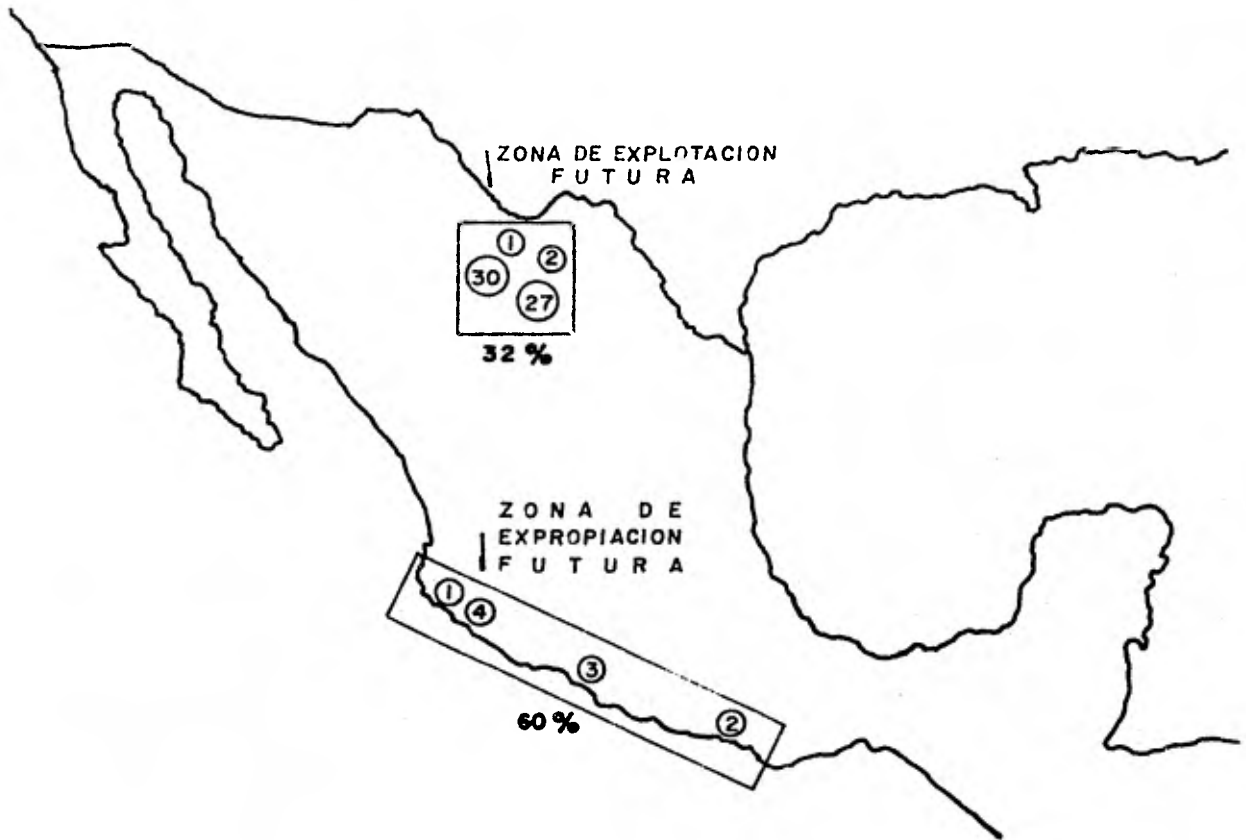 ZONA DE EXPLOTACION
FUTURA
1
2
30
27
32 %
ZONA DE
EXPROPIACION
FUTURA
1
4
3
2
60 %